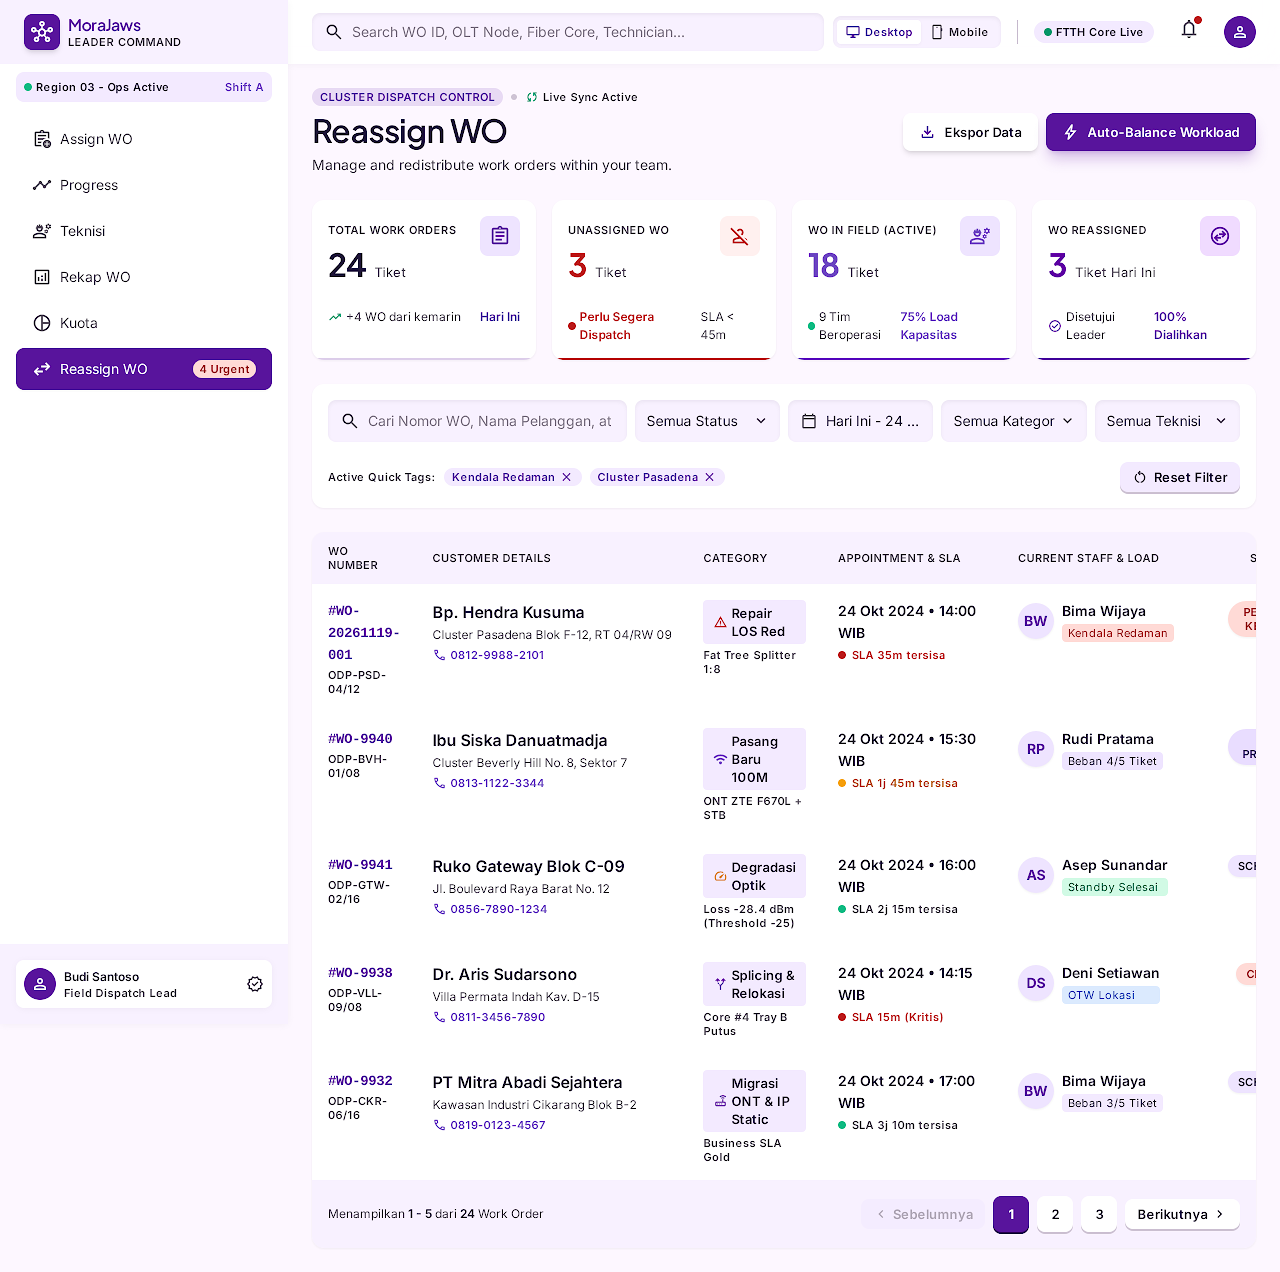 MoraJaws
LEADER COMMAND
Search WO ID, OLT Node, Fiber Core, Technician...
Desktop
Mobile
FTTH Core Live
Region 03 - Ops Active
Shift A
Assign WO
Progress
Teknisi
Rekap WO
Kuota
Reassign WO
4 Urgent
Budi Santoso
Field Dispatch Lead
CLUSTER DISPATCH CONTROL
Live Sync Active
Reassign WO
Manage and redistribute work orders within your team.
Ekspor Data
Auto-Balance Workload
TOTAL WORK ORDERS
24 Tiket
+4 WO dari kemarin
Hari Ini
UNASSIGNED WO
3 Tiket
Perlu Segera
Dispatch
SLA <
45m
WO IN FIELD (ACTIVE)
18 Tiket
9 Tim
Beroperasi
75% Load
Kapasitas
WO REASSIGNED
3 Tiket Hari Ini
Disetujui
Leader
100%
Dialihkan
Cari Nomor WO, Nama Pelanggan, at
Semua Status
Hari Ini - 24 ...
Semua Kategor
Semua Teknisi
Active Quick Tags:
Kendala Redaman
Cluster Pasadena
Reset Filter
WO
NUMBER
CUSTOMER DETAILS
CATEGORY
APPOINTMENT & SLA
CURRENT STAFF & LOAD
S
#WO-
20261119-
001
ODP-PSD-
04/12
Bp. Hendra Kusuma
Cluster Pasadena Blok F-12, RT 04/RW 09
0812-9988-2101
Repair
LOS Red
Fat Tree Splitter
1:8
24 Okt 2024 • 14:00
WIB
SLA 35m tersisa
BW
Bima Wijaya
Kendala Redaman
PE
KE
#WO-9940
ODP-BVH-
01/08
Ibu Siska Danuatmadja
Cluster Beverly Hill No. 8, Sektor 7
0813-1122-3344
Pasang
Baru
100M
ONT ZTE F670L +
STB
24 Okt 2024 • 15:30
WIB
SLA 1j 45m tersisa
RP
Rudi Pratama
Beban 4/5 Tiket
PR
#WO-9941
ODP-GTW-
02/16
Ruko Gateway Blok C-09
Jl. Boulevard Raya Barat No. 12
0856-7890-1234
Degradasi
Optik
Loss -28.4 dBm
(Threshold -25)
24 Okt 2024 • 16:00
WIB
SLA 2j 15m tersisa
AS
Asep Sunandar
Standby Selesai
SCH
#WO-9938
ODP-VLL-
09/08
Dr. Aris Sudarsono
Villa Permata Indah Kav. D-15
0811-3456-7890
Splicing &
Relokasi
Core #4 Tray B
Putus
24 Okt 2024 • 14:15
WIB
SLA 15m (Kritis)
DS
Deni Setiawan
OTW Lokasi
#WO-9932
ODP-CKR-
06/16
PT Mitra Abadi Sejahtera
Kawasan Industri Cikarang Blok B-2
0819-0123-4567
Migrasi
ONT & IP
Static
Business SLA
Gold
24 Okt 2024 • 17:00
WIB
SLA 3j 10m tersisa
BW
Bima Wijaya
Beban 3/5 Tiket
SCH
Menampilkan 1 - 5 dari 24 Work Order
Sebelumnya
1
2
3
Berikutnya